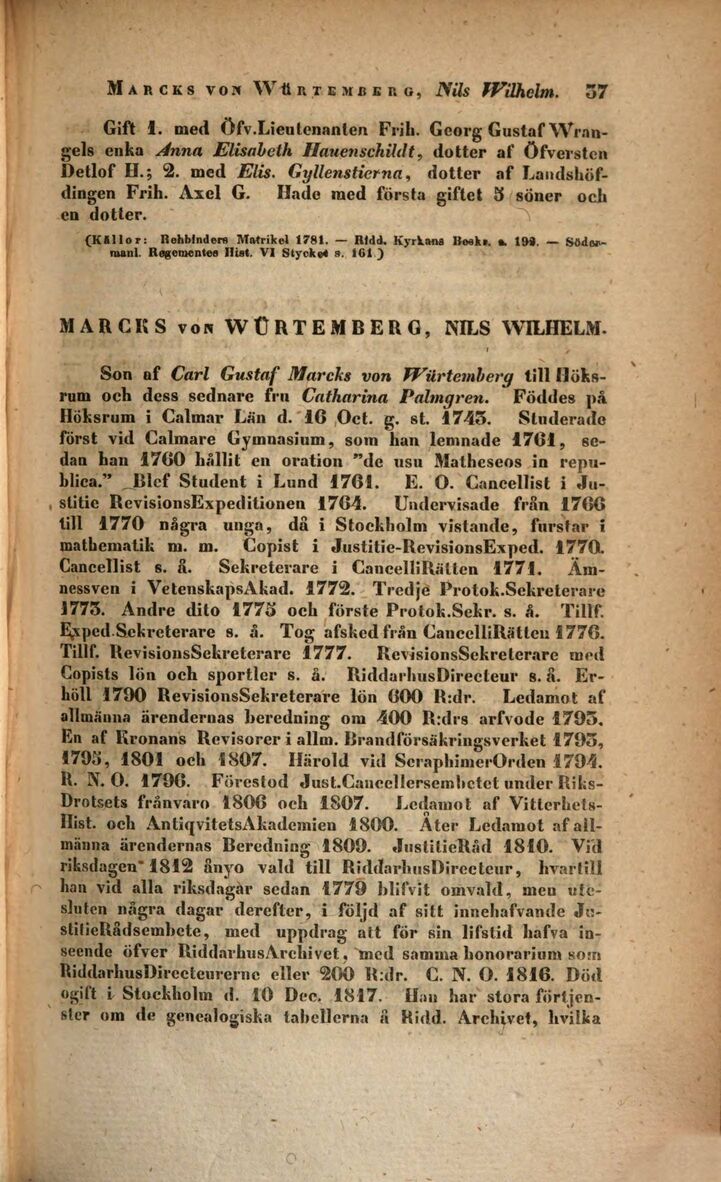 MARCKS VON WÜRTEMBERG, Nils Wilhelm. 37
Gift 1. med Öfv.Lieutenanten Frih. Georg Gustaf Wran-
gels enka Anna Elisabeth Hauenschildt, dotter af Öfversten
Detlof H.; 2. med Elis. Gyllenstierna, dotter af Landshöf-
dingen Frih. Axel G. Hade med första giftet 5 söner och
en dotter.
(Källor: Rehbinders Matrikel 1781. — Ridd. Kyrkans Beskr. s. 192. — Söder-
manl. Regementes Hist. VI Stycket s. 161.)
MARCKS VON WÜRTEMBERG, NILS WILHELM.
Son af Carl Gustaf Marcks von Würtemberg till Höks-
rum och dess sednare fru Catharina Palmgren. Föddes på
Höksrum i Calmar Län d. 16 Oct. g. st. 1743. Studerade
först vid Calmare Gymnasium, som han lemnade 1761, se-
dan han 1760 hållit en oration "de usu Matheseos in repu-
blica." Blef Student i Lund 1761. E. O. Cancellist i Ju-
stitie RevisionsExpeditionen 1764. Undervisade från 1766
till 1770 några unga, då i Stockholm vistande, furstar i
mathematik m. m. Copist i Justitie-RevisionsExped. 1770.
Cancellist s. å. Sekreterare i CancelliRätten 1771. Äm-
nessven i VetenskapsAkad. 1772. Tredje Protok.Sekreterare
1773. Andre dito 1775 och förste Protok.Sekr. s. å. Tillf.
Exped.Sekreterare s. å. Tog afsked från CancelliRätten 1776.
Tillf. RevisionsSekreterare 1777. RevisionsSekreterare med
Copists lön och sportler s. å. RiddarhusDirecteur s. å. Er-
höll 1790 RevisionsSekreterare lön 600 R:dr. Ledamot af
allmänna ärendernas beredning om 400 R:drs arfvode 1793.
En af Kronans Revisorer i allm. Brandförsäkringsverket 1793,
1795, 1801 och 1807. Härold vid SeraphimerOrden 1794.
R. N. O. 1796. Förestod Just.Cancellersembetet under Riks-
Drotsets frånvaro 1806 och 1807. Ledamot af Vitterhets-
Hist. och AntiqvitetsAkademien 1800. Åter Ledamot af all-
männa ärendernas Beredning 1809. JustitieRåd 1810. Vid
riksdagen 1812 ånyo vald till RiddarhusDirecteur, hvartill
han vid alla riksdagar sedan 1779 blifvit omvald, men ute-
sluten några dagar derefter, i följd af sitt innehafvande Ju-
stitieRådsembete, med uppdrag att för sin lifstid hafva in-
seende öfver RiddarhusArchivet, med samma honorarium som
RiddarhusDirecteurerne eller 200 R:dr. C. N. O. 1816. Död
ogift i Stockholm d. 10 Dec. 1817. Han har stora förtjen-
ster om de genealogiska tabellerna å Ridd. Archivet, hvilka